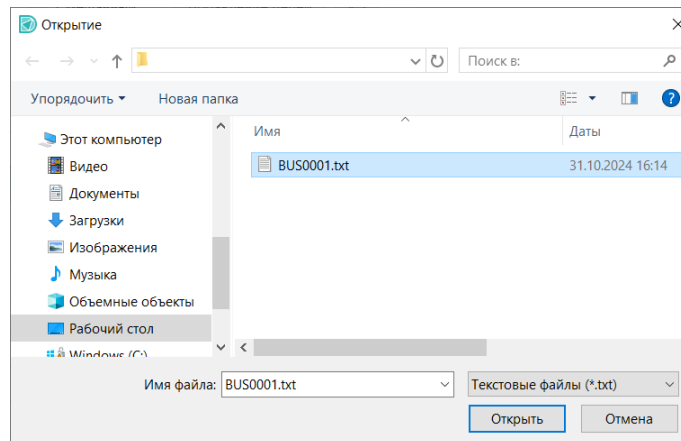 Открытие
Поиск в:
Упорядочить
Новая папка
Имя
Даты
Этот компьютер
Видео
Документы
Загрузки
Изображения
Музыка
Объемные объекты
Рабочий стол
Windows (C:)
BUS0001.txt
31.10.2024 16:14
Имя файла:
BUS0001.txt
Текстовые файлы (*.txt)
Открыть
Отмена